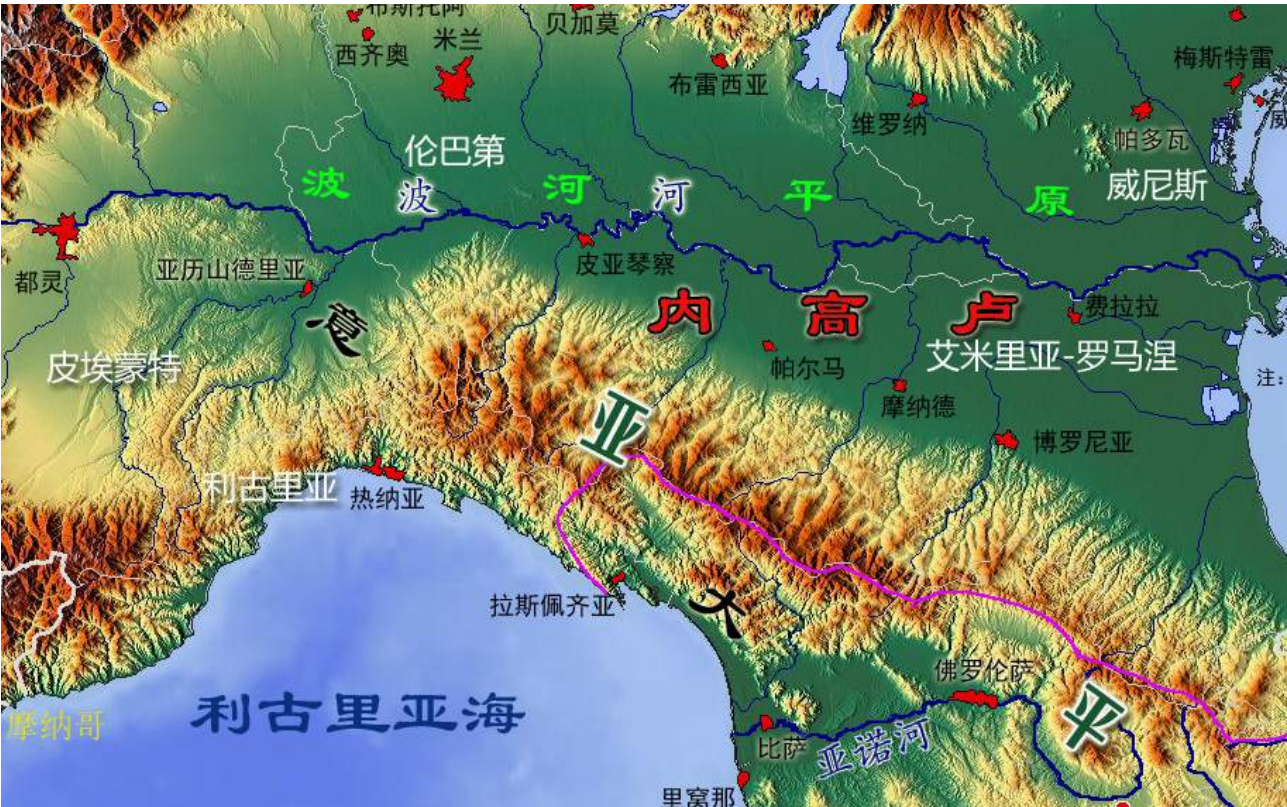 布斯托阿
西齐奥
米兰
贝加莫
布雷西亚
维罗纳
梅斯特雷
帕多瓦
威
威尼斯
伦巴第
波 河 平 原
波 河
都灵
亚历山德里亚
皮亚琴察
内 高 卢
费拉拉
艾米里亚-罗马涅
注：
帕尔马
摩纳德
博罗尼亚
皮埃蒙特
意
亚
利古里亚
热纳亚
拉斯佩齐亚
大
佛罗伦萨
平
利古里亚海
摩纳哥
比萨
亚诺河
里窝那